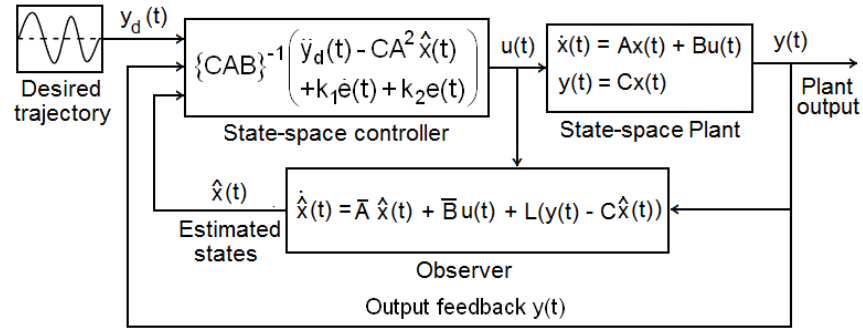 y_d(t)
Desired
trajectory
{CAB}^-1 ( ÿ_d(t) - CA^2 x̂(t)
+k_1ė(t) + k_2e(t) )
State-space controller
u(t)
ẋ(t) = Ax(t) + Bu(t)
y(t) = Cx(t)
State-space Plant
y(t)
Plant
output
x̂(t)
Estimated
states
x̂̇(t) = A̅ x̂(t) + B̅u(t) + L(y(t) - Cx̂(t))
Observer
Output feedback y(t)